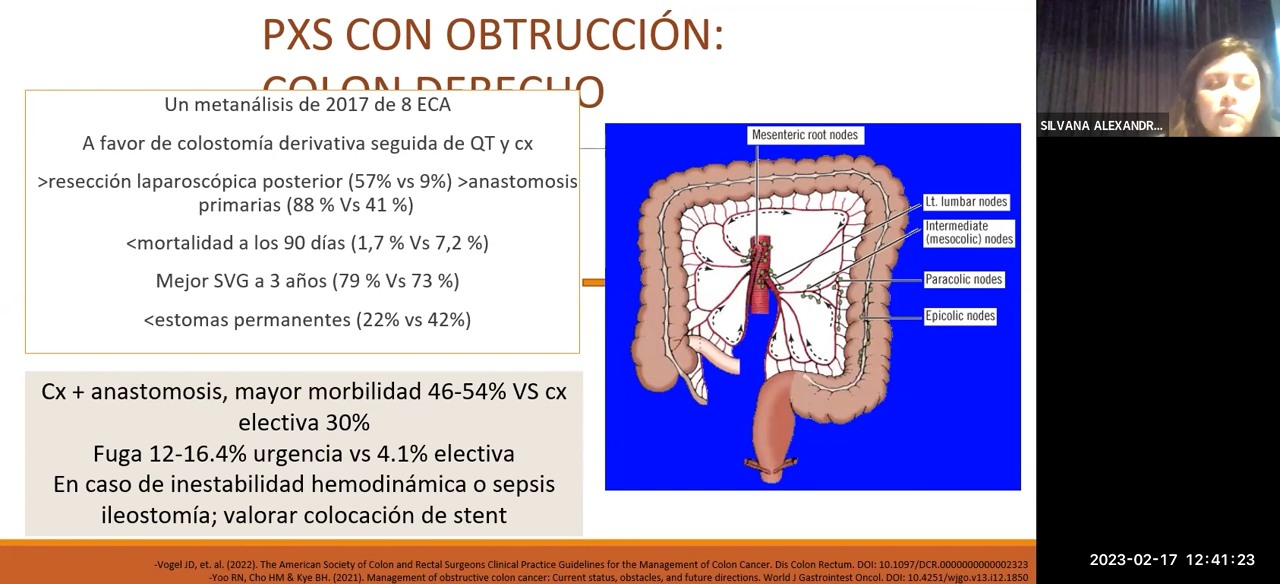 PXS CON OBTRUCCIÓN:
COLON DERECHO
Un metanálisis de 2017 de 8 ECA
A favor de colostomía derivativa seguida de QT y cx
>resección laparoscópica posterior (57% vs 9%) >anastomosis
primarias (88 % Vs 41 %)
<mortalidad a los 90 días (1,7 % Vs 7,2 %)
Mejor SVG a 3 años (79 % Vs 73 %)
<estomas permanentes (22% vs 42%)
Cx + anastomosis, mayor morbilidad 46-54% VS cx
electiva 30%
Fuga 12-16.4% urgencia vs 4.1% electiva
En caso de inestabilidad hemodinámica o sepsis
ileostomía; valorar colocación de stent
Mesenteric root nodes
Lt. lumbar nodes
Intermediate
(mesocolic) nodes
Paracolic nodes
Epicolic nodes
-Vogel JD, et. al. (2022). The American Society of Colon and Rectal Surgeons Clinical Practice Guidelines for the Management of Colon Cancer. Dis Colon Rectum. DOI: 10.1097/DCR.0000000000002323
-Yoo RN, Cho HM & Kye BH. (2021). Management of obstructive colon cancer: Current status, obstacles, and future directions. World J Gastrointest Oncol. DOI: 10.4251/wjgo.v13.i12.1850
SILVANA ALEXANDR...
2023-02-17 12:41:23